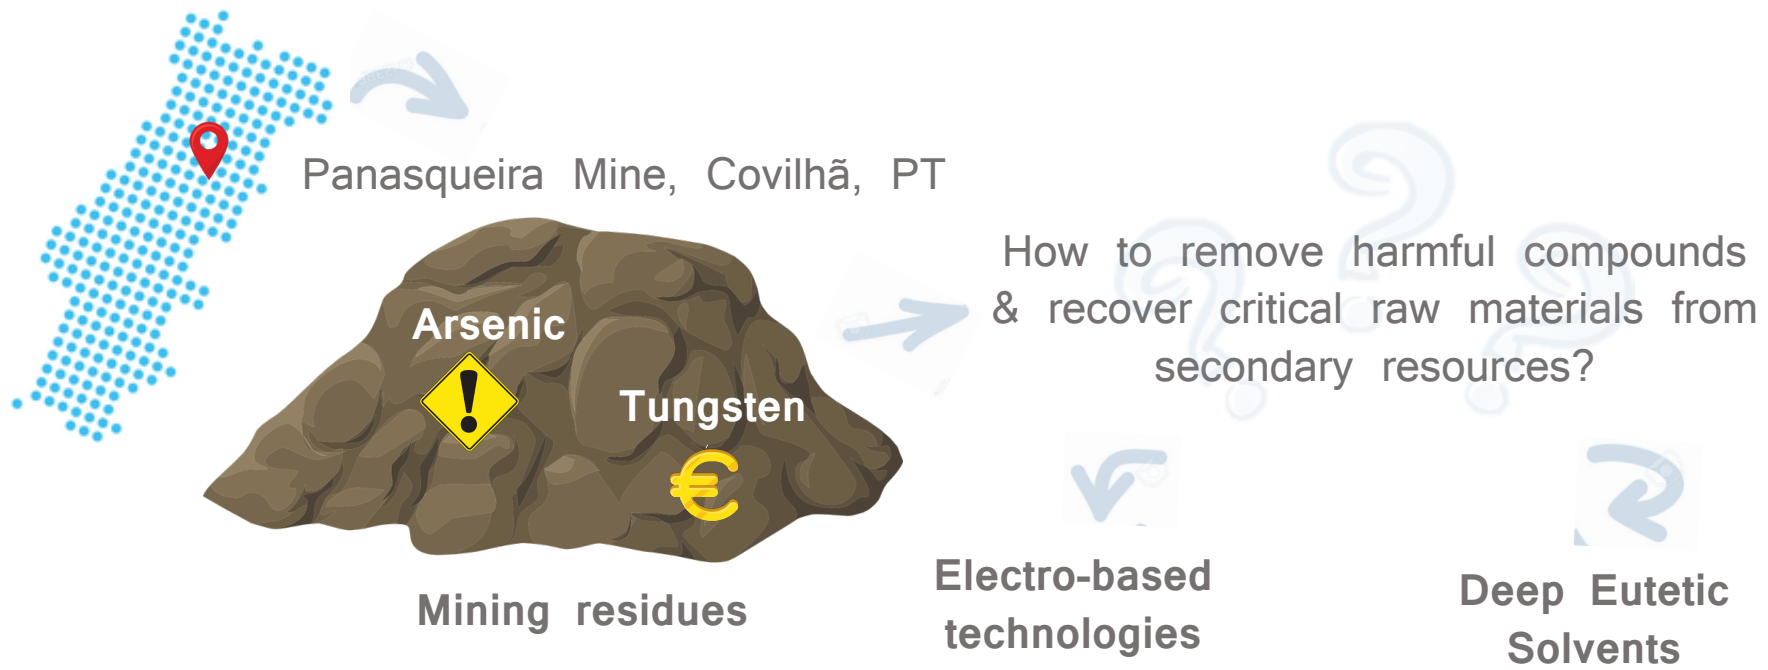 Panasqueira Mine, Covilhã, PT
Arsenic
Tungsten
€
Mining residues
How to remove harmful compounds
& recover critical raw materials from
secondary resources?
Electro-based
technologies
Deep Eutetic
Solvents